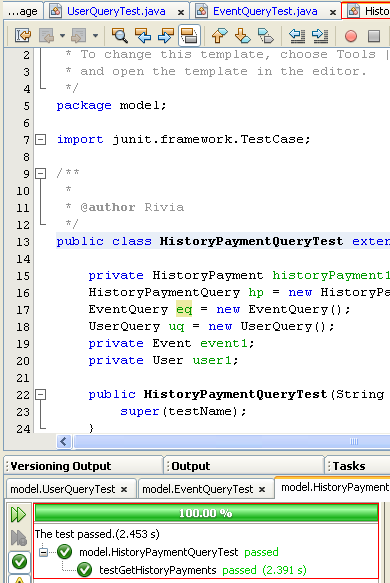 ...age UserQueryTest.java × EventQueryTest.java × Histo
2 * To change this template, choose Tools |
3 * and open the template in the editor.
4 */
5 package model;
6
7 import junit.framework.TestCase;
8
9 /**
10 *
11 * @author Rivia
12 */
13 public class HistoryPaymentQueryTest exten
14
15 private HistoryPayment historyPayment1
16 HistoryPaymentQuery hp = new HistoryPa
17 EventQuery eq = new EventQuery();
18 UserQuery uq = new UserQuery();
19 private Event event1;
20 private User user1;
21
22 public HistoryPaymentQueryTest(String
23 super(testName);
24 }
Versioning Output Output Tasks
model.UserQueryTest × model.EventQueryTest × model.HistoryPaymen
100.00 %
The test passed.(2.453 s)
model.HistoryPaymentQueryTest passed
testGetHistoryPayments passed (2.391 s)